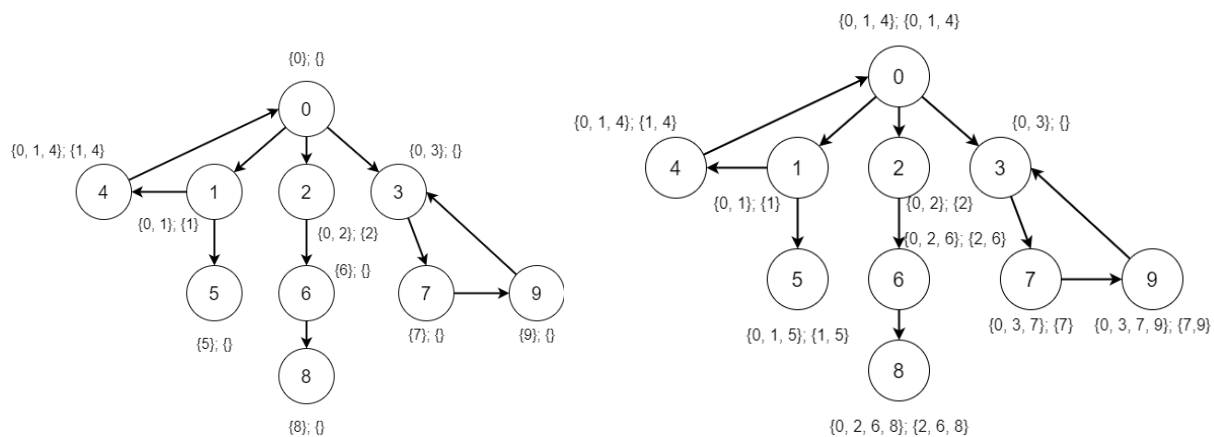 {0}; {}
0
{0, 1, 4}; {1, 4}
{0, 3}; {}
4
1
2
3
{0, 1}; {1}
{0, 2}; {2}
{6}; {}
5
6
7
9
{5}; {}
{7}; {}
{9}; {}
8
{8}; {}
{0, 1, 4}; {0, 1, 4}
0
{0, 1, 4}; {1, 4}
{0, 3}; {}
4
1
2
3
{0, 1}; {1}
{0, 2}; {2}
{0, 2, 6}; {2, 6}
5
6
7
9
{0, 1, 5}; {1, 5}
{0, 3, 7}; {7}
{0, 3, 7, 9}; {7,9}
8
{0, 2, 6, 8}; {2, 6, 8}